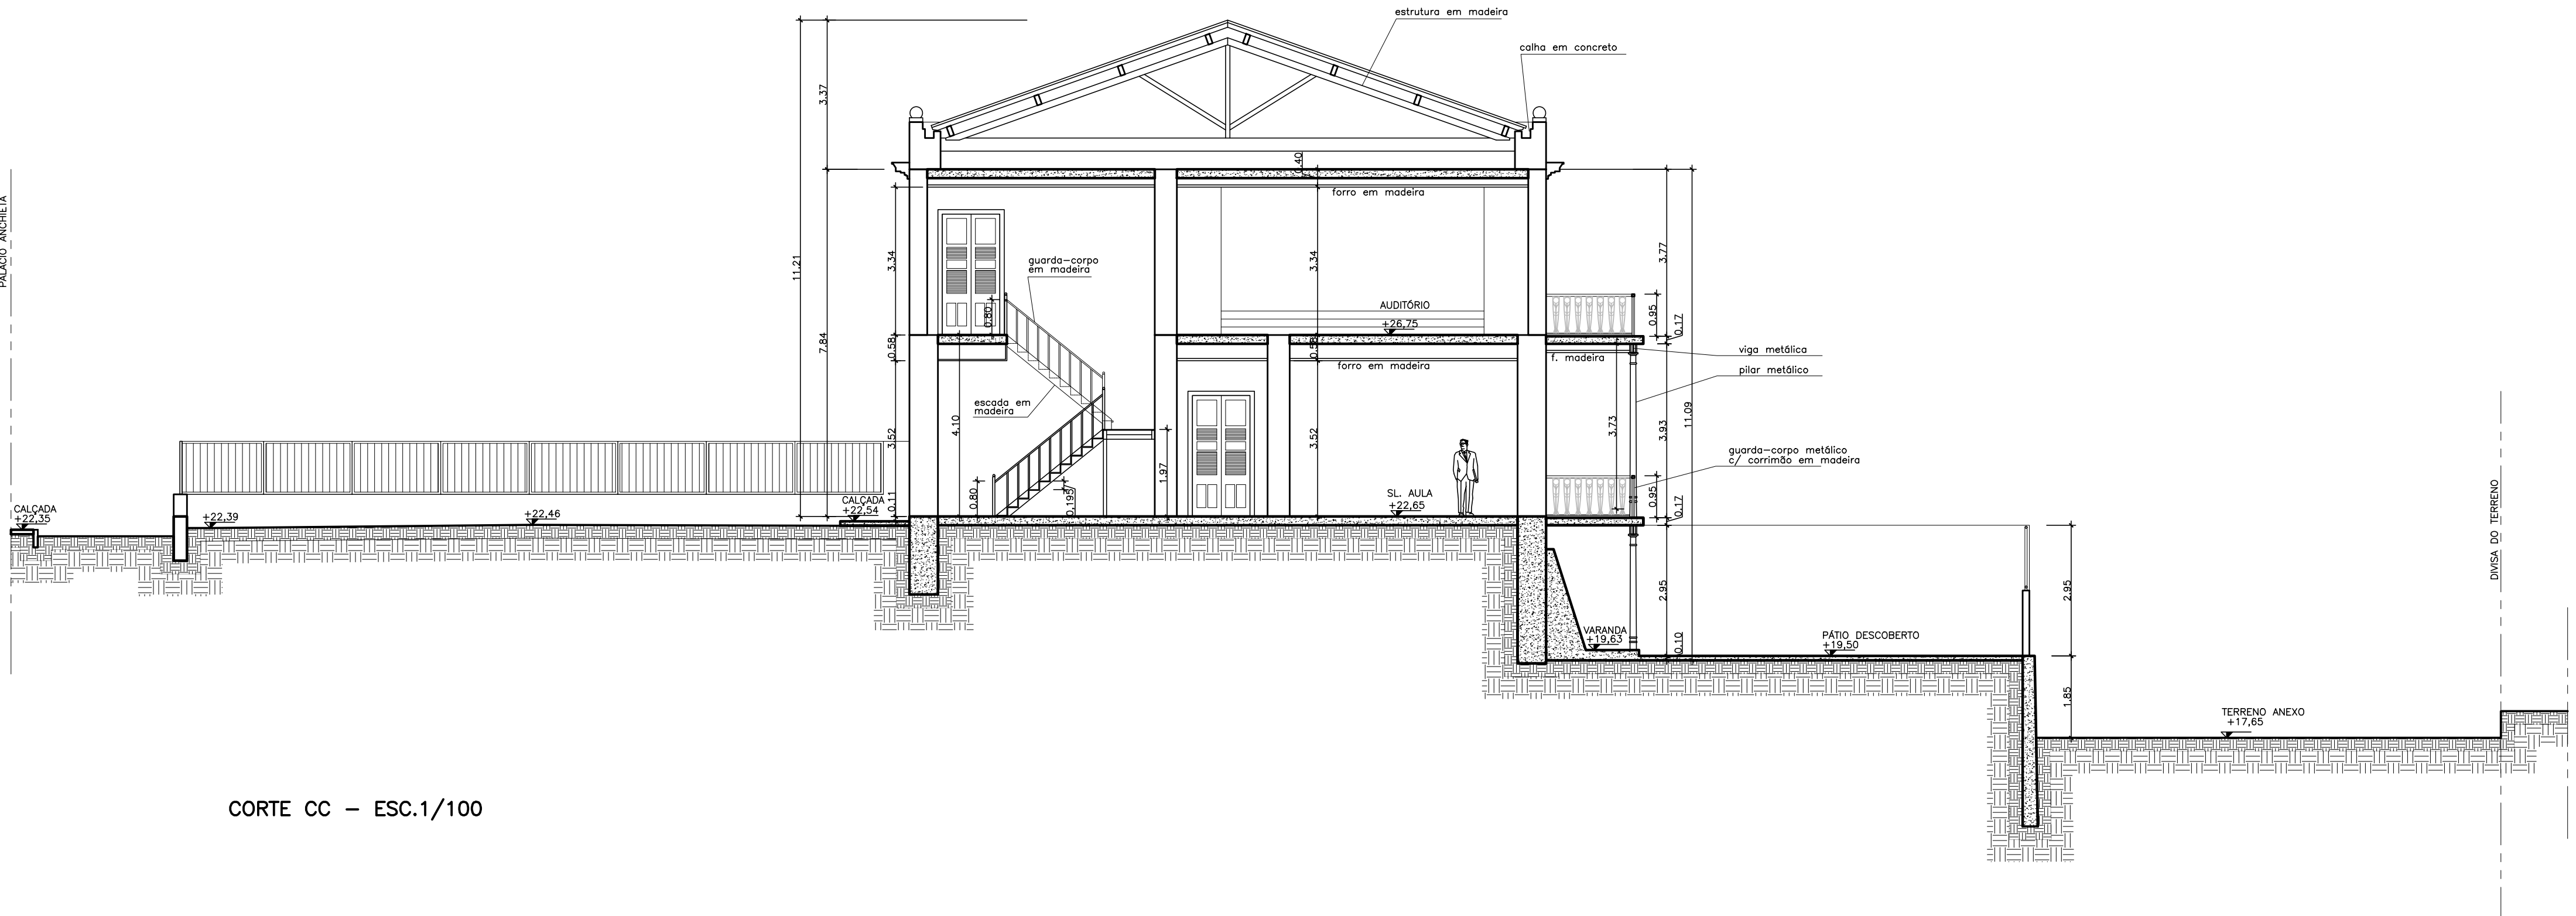 estrutura em madeira
calha em concreto
PALÁCIO ANCHIETA
3.37
11.21
7.84
0.40
forro em madeira
3.34
guarda-corpo
em madeira
0.80
3.34
AUDITÓRIO
+26,75
3.77
0.95
0.17
0.58
0.58
forro em madeira
f. madeira
viga metálica
pilar metálico
escada em
madeira
4.10
3.52
3.52
3.73
3.93
11.09
guarda-corpo metálico
c/ corrimão em madeira
1.97
0.80
0.195
0.11
SL. AULA
+22,65
0.95
0.17
CALÇADA
+22,35
+22,39
+22,46
CALÇADA
+22,54
DIVISA DO TERRENO
2.95
2.95
VARANDA
+19,63
0.10
PÁTIO DESCOBERTO
+19,50
1.85
TERRENO ANEXO
+17,65
CORTE CC - ESC.1/100